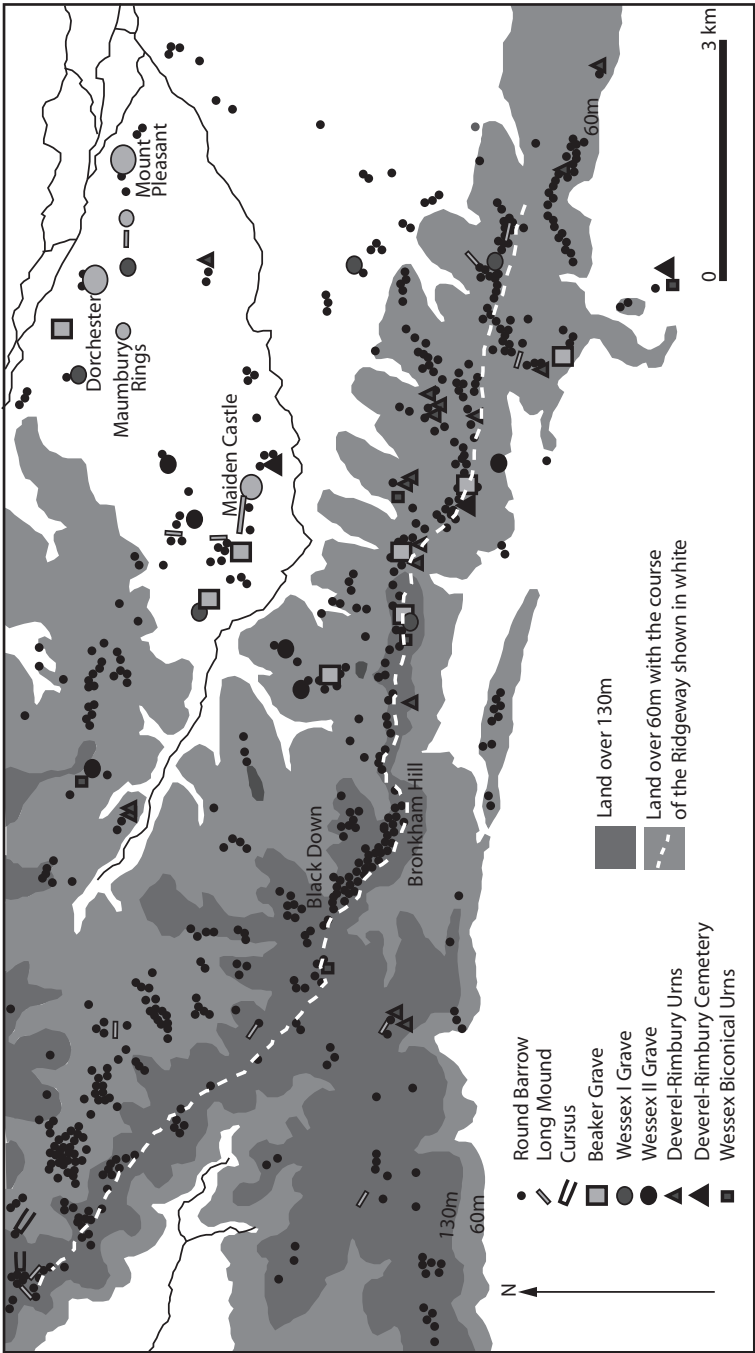 Dorchester
Maumbury
Rings
Mount
Pleasant
Maiden Castle
Black Down
Bronkham Hill
60m
130m
60m
N
Round Barrow
Long Mound
Cursus
Beaker Grave
Wessex I Grave
Wessex II Grave
Deverel-Rimbury Urns
Deverel-Rimbury Cemetery
Wessex Biconical Urns
Land over 130m
Land over 60m with the course
of the Ridgeway shown in white
0
3 km